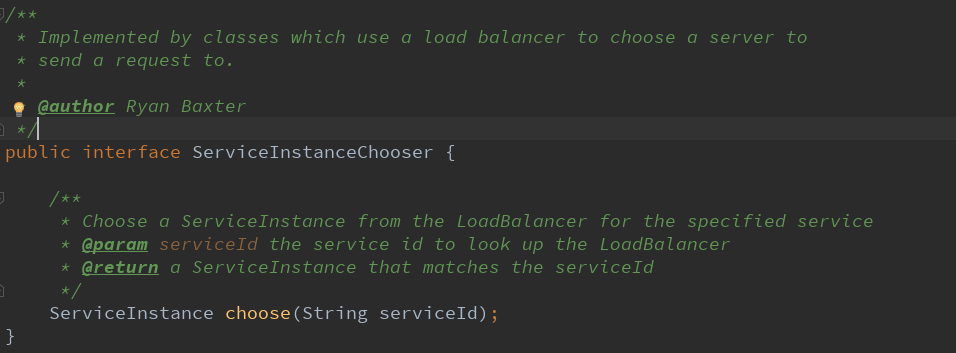 /**
 * Implemented by classes which use a load balancer to choose a server to
 * send a request to.
 *
 * @author Ryan Baxter
 */
public interface ServiceInstanceChooser {
    /**
     * Choose a ServiceInstance from the LoadBalancer for the specified service
     * @param serviceId the service id to look up the LoadBalancer
     * @return a ServiceInstance that matches the serviceId
     */
    ServiceInstance choose(String serviceId);
}